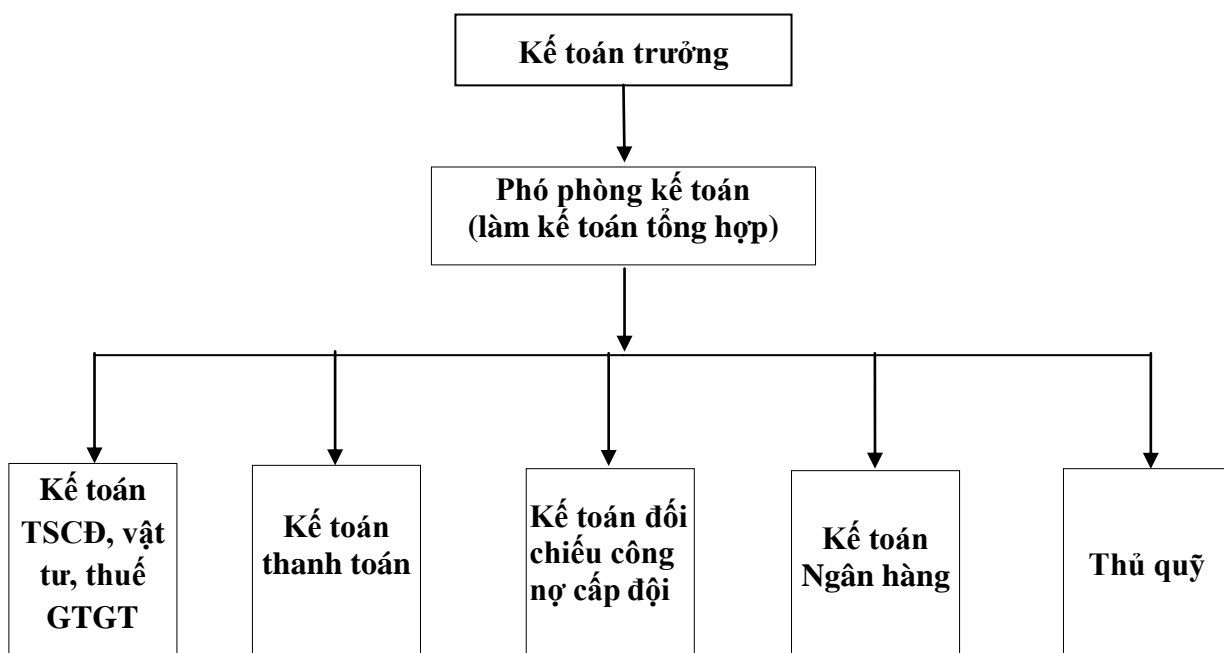 Kế toán trưởng
Phó phòng kế toán
(làm kế toán tổng hợp)
Kế toán
TSCĐ, vật
tư, thuế
GTGT
Kế toán
thanh toán
Kế toán đối
chiếu công
nợ cấp đội
Kế toán
Ngân hàng
Thủ quỹ